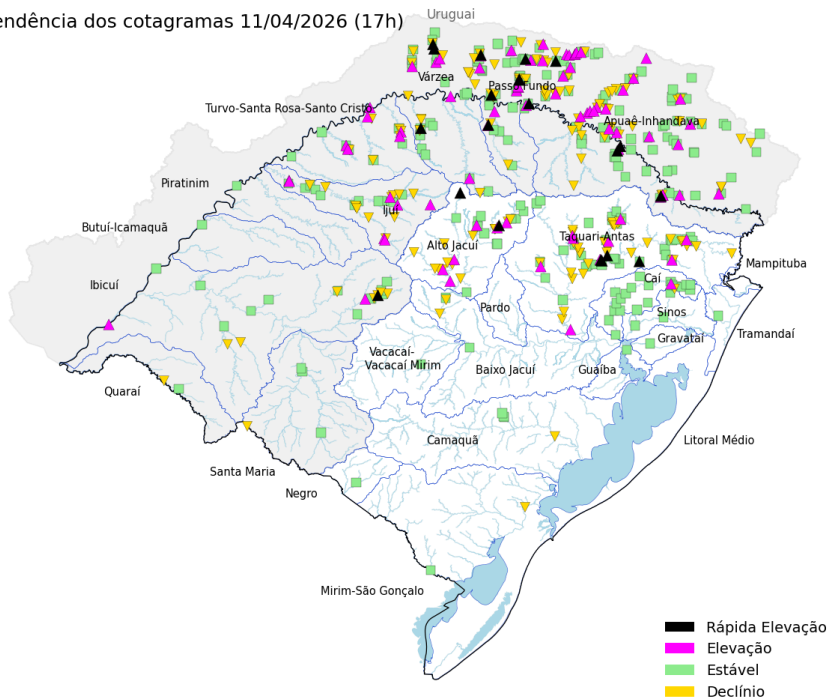 endência dos cotagramas 11/04/2026 (17h)
Uruguai
Várzea
Passo Fundo
Turvo-Santa Rosa-Santo Cristo
Apuaê-Inhandava
Piratinim
Ijuí
Butuí-Icamaquã
Alto Jacuí
Taquari-Antas
Mampituba
Ibicuí
Caí
Pardo
Sinos
Tramandaí
Gravataí
Vacacaí-
Vacacaí Mirim
Baixo Jacuí
Guaíba
Quaraí
Camaquã
Litoral Médio
Santa Maria
Negro
Mirim-São Gonçalo
Rápida Elevação
Elevação
Estável
Declínio